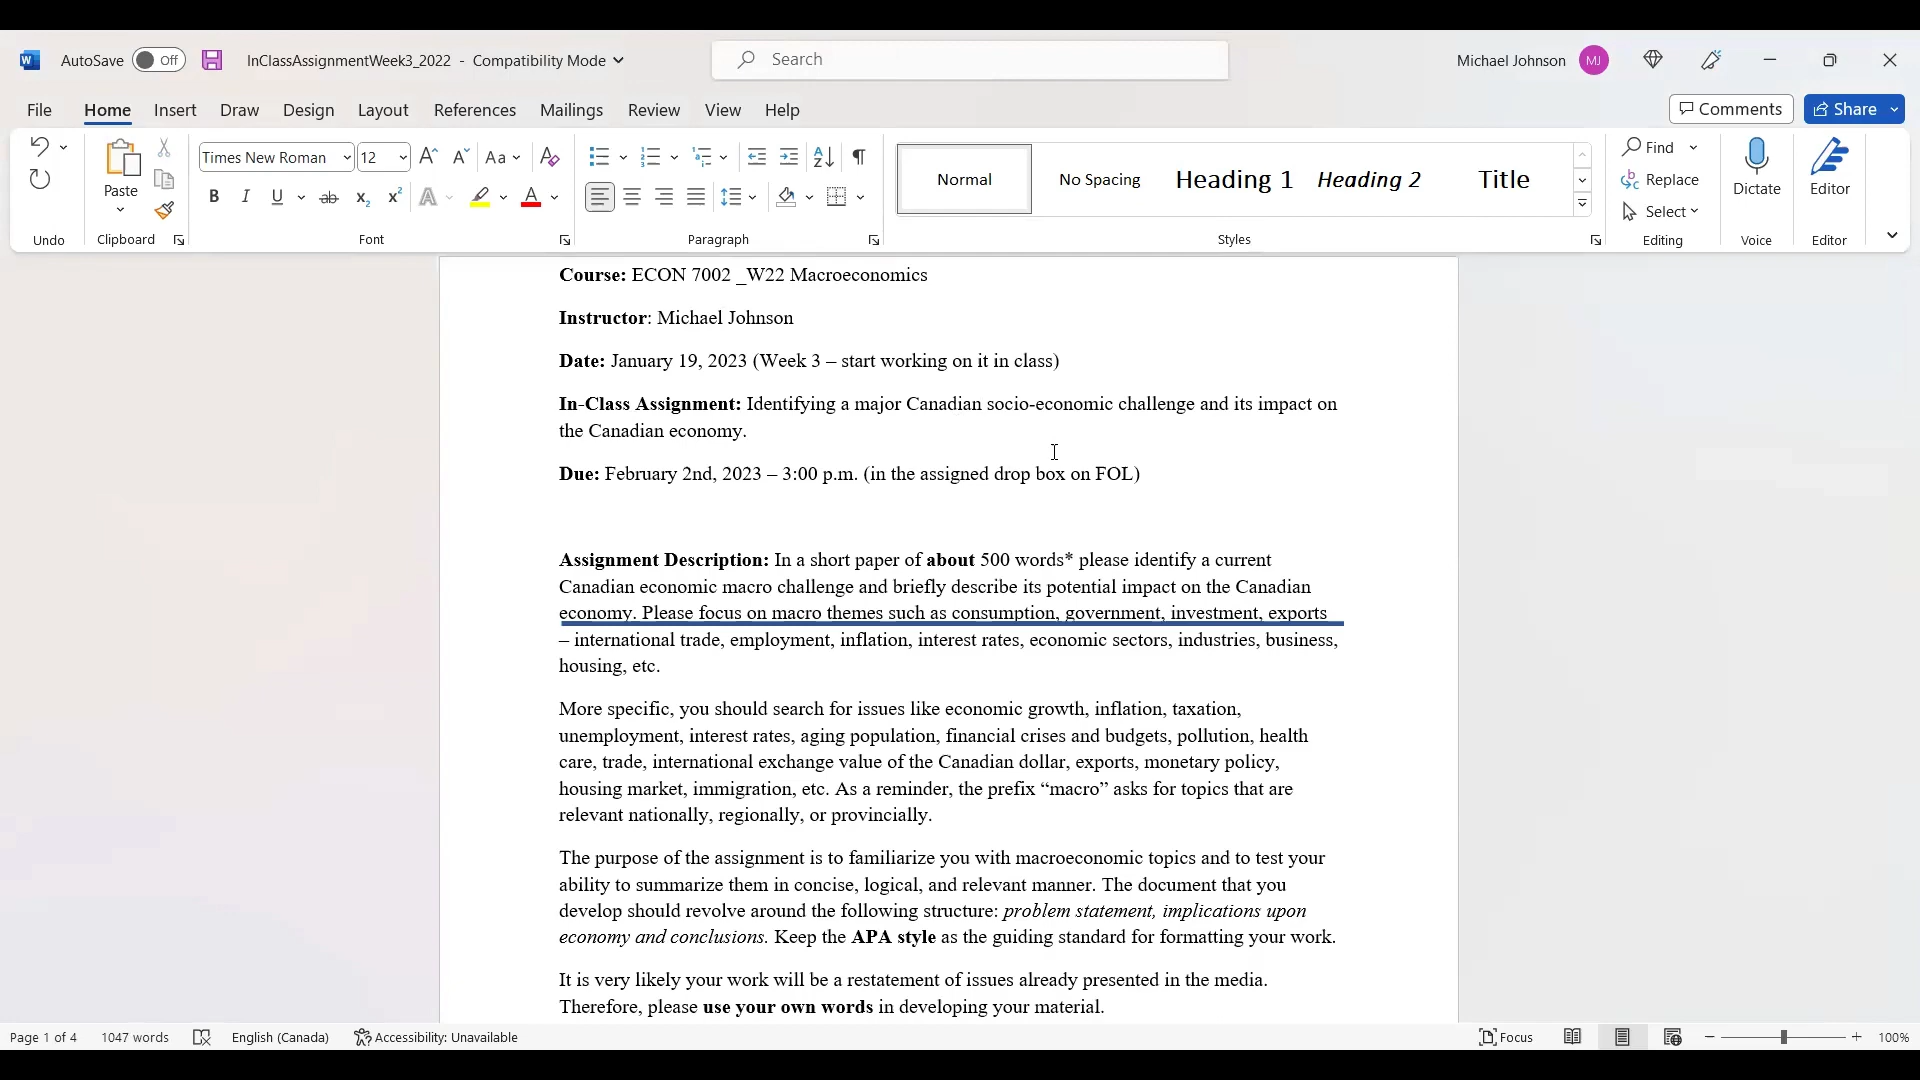 AutoSave Off InClassAssignmentWeek3_2022 - Compatibility Mode Search Michael Johnson MJ
File Home Insert Draw Design Layout References Mailings Review View Help Comments Share
Paste Times New Roman 12 Aa Normal No Spacing Heading 1 Heading 2 Title Find Replace Select Dictate Editor
Undo Clipboard Font Paragraph Styles Editing Voice Editor
Course: ECON 7002 _W22 Macroeconomics
Instructor: Michael Johnson
Date: January 19, 2023 (Week 3 – start working on it in class)
In-Class Assignment: Identifying a major Canadian socio-economic challenge and its impact on
the Canadian economy.
Due: February 2nd, 2023 – 3:00 p.m. (in the assigned drop box on FOL)
Assignment Description: In a short paper of about 500 words* please identify a current
Canadian economic macro challenge and briefly describe its potential impact on the Canadian
economy. Please focus on macro themes such as consumption, government, investment, exports
– international trade, employment, inflation, interest rates, economic sectors, industries, business,
housing, etc.
More specific, you should search for issues like economic growth, inflation, taxation,
unemployment, interest rates, aging population, financial crises and budgets, pollution, health
care, trade, international exchange value of the Canadian dollar, exports, monetary policy,
housing market, immigration, etc. As a reminder, the prefix “macro” asks for topics that are
relevant nationally, regionally, or provincially.
The purpose of the assignment is to familiarize you with macroeconomic topics and to test your
ability to summarize them in concise, logical, and relevant manner. The document that you
develop should revolve around the following structure: problem statement, implications upon
economy and conclusions. Keep the APA style as the guiding standard for formatting your work.
It is very likely your work will be a restatement of issues already presented in the media.
Therefore, please use your own words in developing your material.
Page 1 of 4 1047 words English (Canada) Accessibility: Unavailable Focus 100%